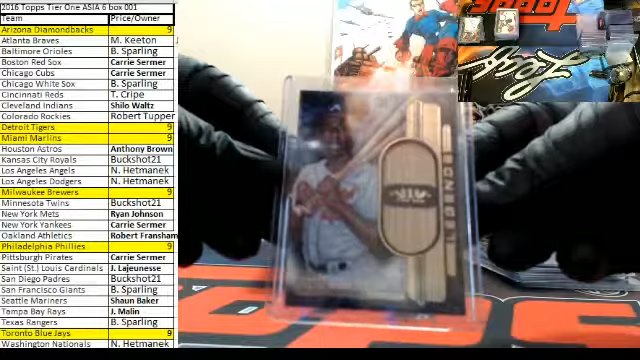 2016 Topps Tier One ASIA 6 box 001
Team Price/Owner
Arizona Diamondbacks 9
Atlanta Braves M. Keeton
Baltimore Orioles B. Sparling
Boston Red Sox Carrie Sermer
Chicago Cubs Carrie Sermer
Chicago White Sox B. Sparling
Cincinnati Reds T. Cripe
Cleveland Indians Shilo Waltz
Colorado Rockies Robert Tupper
Detroit Tigers 9
Miami Marlins 9
Houston Astros Anthony Brown
Kansas City Royals Buckshot21
Los Angeles Angels N. Hetmanek
Los Angeles Dodgers N. Hetmanek
Milwaukee Brewers 9
Minnesota Twins Buckshot21
New York Mets Ryan Johnson
New York Yankees Carrie Sermer
Oakland Athletics Robert Fransham
Philadelphia Phillies 9
Pittsburgh Pirates Carrie Sermer
Saint (St.) Louis Cardinals J. Lajeunesse
San Diego Padres Buckshot21
San Francisco Giants B. Sparling
Seattle Mariners Shaun Baker
Tampa Bay Rays J. Malin
Texas Rangers B. Sparling
Toronto Blue Jays 9
Washington Nationals N. Hetmanek